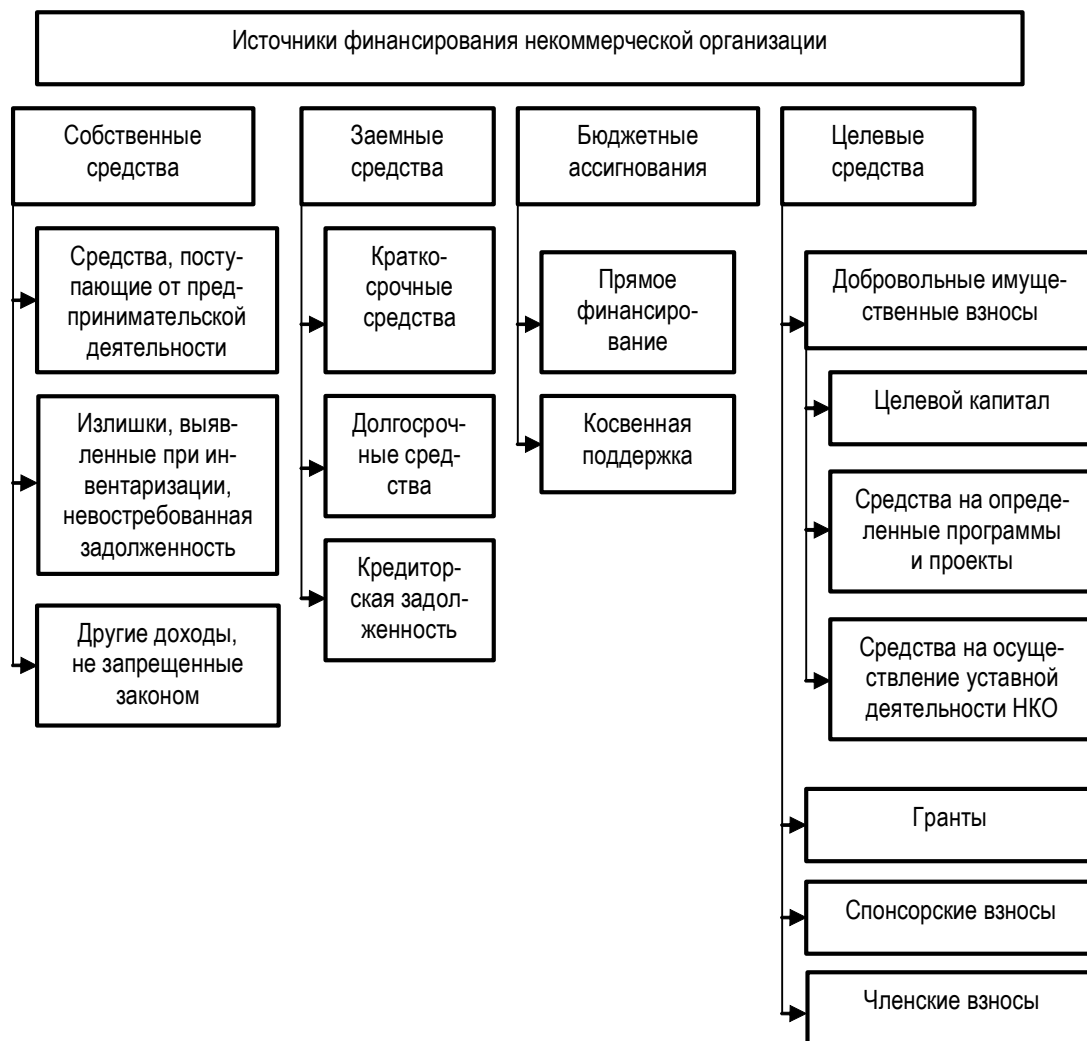 Источники финансирования некоммерческой организации
Собственные
средства
Заемные
средства
Бюджетные
ассигнования
Целевые
средства
Средства, посту-
пающие от пред-
принимательской
деятельности
Излишки, выяв-
ленные при ин-
вентаризации,
невостребованная
задолженность
Другие доходы,
не запрещенные
законом
Кратко-
срочные
средства
Долгосроч-
ные сред-
ства
Кредитор-
ская задол-
женность
Прямое
финансиро-
вание
Косвенная
поддержка
Добровольные имуще-
ственные взносы
Целевой капитал
Средства на опреде-
ленные программы
и проекты
Средства на осуще-
ствление уставной
деятельности НКО
Гранты
Спонсорские взносы
Членские взносы